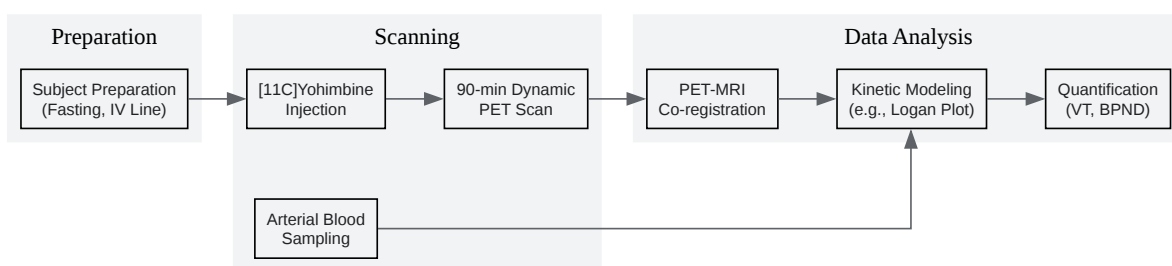 Preparation
Scanning
Data Analysis
Subject Preparation
(Fasting, IV Line)
[11C]Yohimbine
Injection
90-min Dynamic
PET Scan
PET-MRI
Co-registration
Kinetic Modeling
(e.g., Logan Plot)
Quantification
(VT, BPND)
Arterial Blood
Sampling